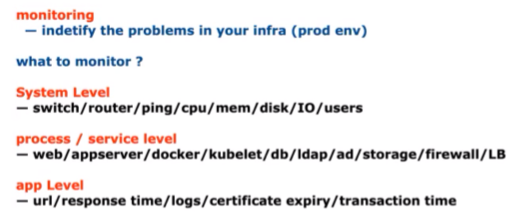 monitoring
— indetify the problems in your infra (prod env)
what to monitor ?
System Level
— switch/router/ping/cpu/mem/disk/IO/users
process / service level
— web/appserver/docker/kubelet/db/ldap/ad/storage/firewall/LB
app Level
— url/response time/logs/certificate expiry/transaction time